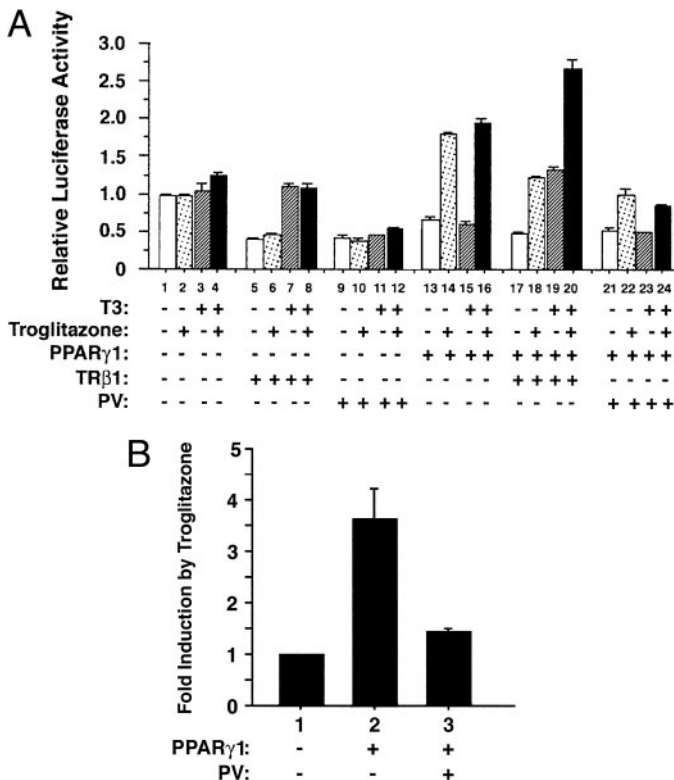 A
Relative Luciferase Activity
3.0
2.5
2.0
1.5
1.0
0.5
0
1 2 3 4 5 6 7 8 9 10 11 12 13 14 15 16 17 18 19 20 21 22 23 24
T3: - - + + - - + + - - + + - - + + - - + + - - + +
Troglitazone: - + - + - + - + - + - + - + - + - + - + - + - +
PPARγ1: - - - - - - - - - - - - + + + + + + + + + + + +
TRβ1: - - - - + + + + - - - - - - - - + + + + - - - -
PV: - - - - - - - - + + + + - - - - - - - - + + + +
B
Fold Induction by Troglitazone
5
4
3
2
1
0
1 2 3
PPARγ1: - + +
PV: - - +